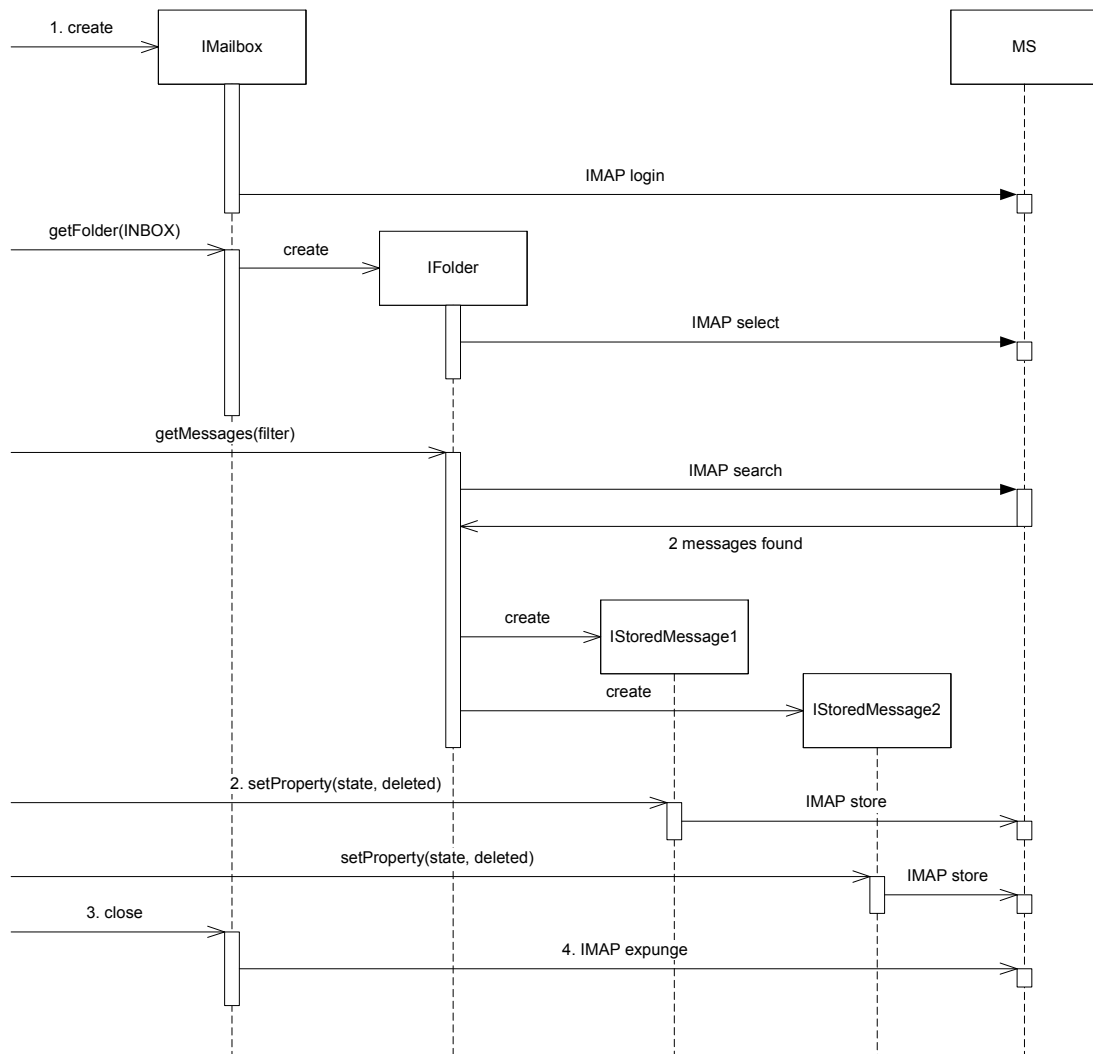 1. create
IMailbox
MS
IMAP login
getFolder(INBOX)
create
IFolder
IMAP select
getMessages(filter)
IMAP search
2 messages found
create
IStoredMessage1
create
IStoredMessage2
2. setProperty(state, deleted)
IMAP store
setProperty(state, deleted)
IMAP store
3. close
4. IMAP expunge